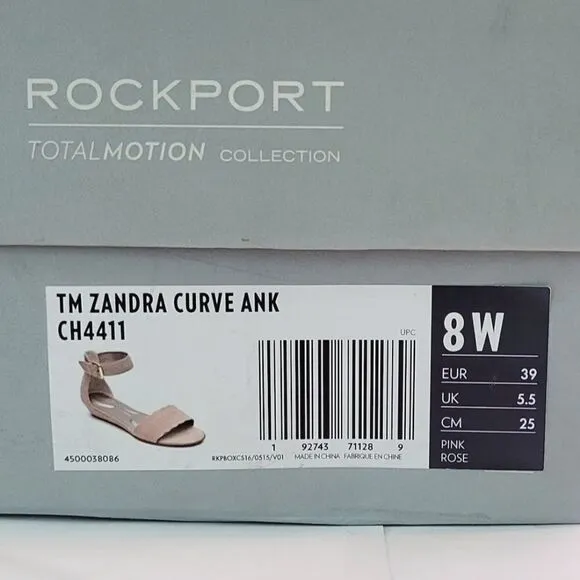 ROCKPORT
TOTALMOTION COLLECTION
TM ZANDRA CURVE ANK
CH4411
UPC
8 W
EUR 39
UK 5.5
CM 25
PINK
ROSE
1 92743 71128 9
4500038086
RKPBOXCS16/0515/V01 MADE IN CHINA FABRIQUE EN CHINE